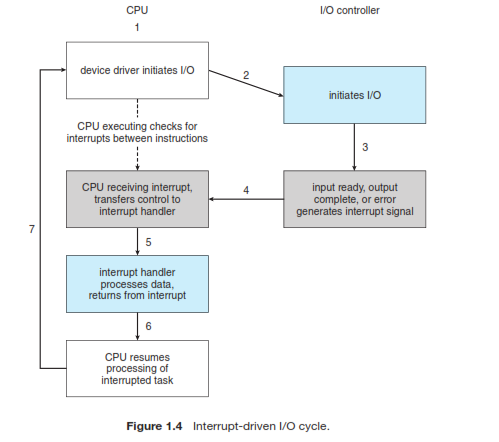 CPU
I/O controller
1
device driver initiates I/O
2
initiates I/O
CPU executing checks for
interrupts between instructions
3
CPU receiving interrupt,
transfers control to
interrupt handler
4
input ready, output
complete, or error
generates interrupt signal
7
5
interrupt handler
processes data,
returns from interrupt
6
CPU resumes
processing of
interrupted task
Figure 1.4 Interrupt-driven I/O cycle.